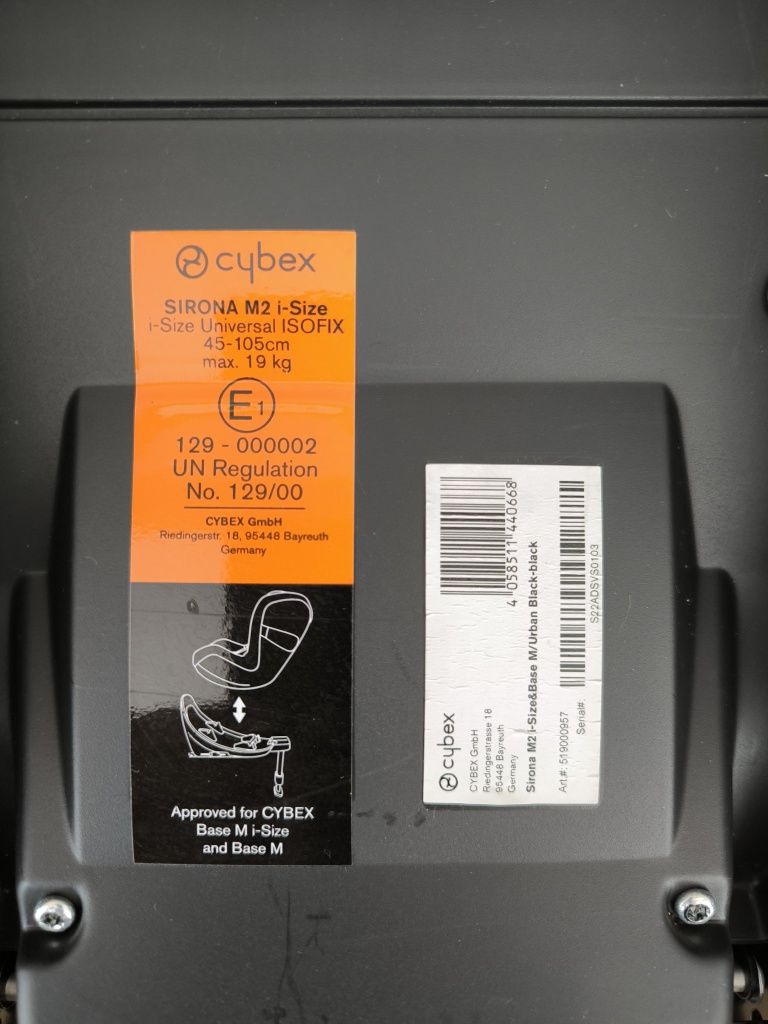 cybex
SIRONA M2 i-Size
i-Size Universal ISOFIX
45-105cm
max. 19 kg
E1
129 - 000002
UN Regulation
No. 129/00
CYBEX GmbH
Riedingerstr. 18, 95448 Bayreuth
Germany
Approved for CYBEX
Base M i-Size
and Base M
cybex
CYBEX GmbH
Riedingerstrasse 18
95448 Bayreuth
Germany
4 058511 440668
Sirona M2 i-Size&Base M/Urban Black-black
Art.#: 519000957
Serial#:
S22ADSVS0103